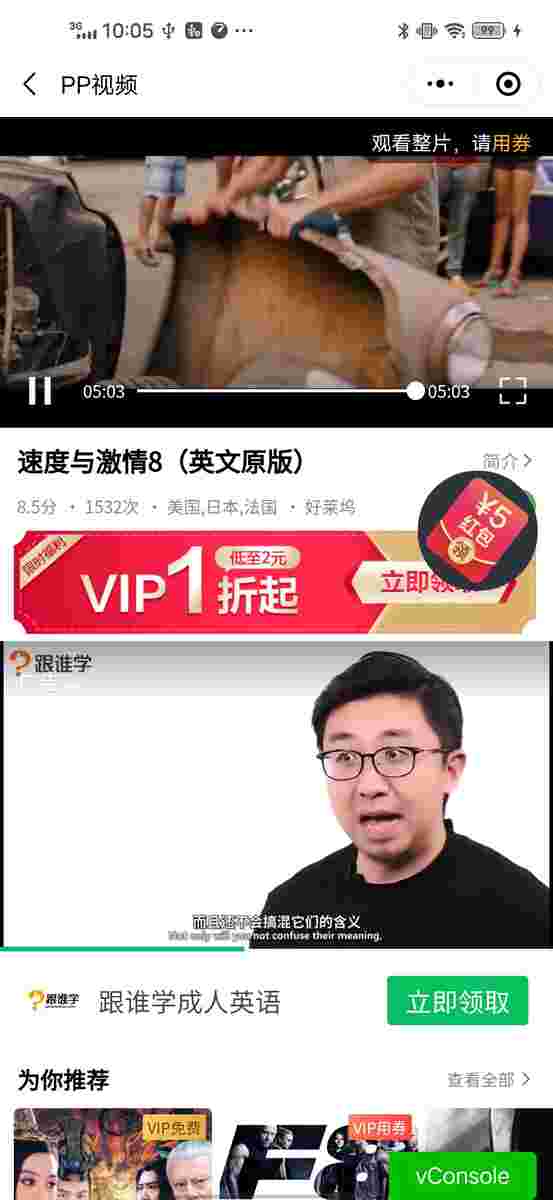 3G 10:05 99
PP视频
观看整片，请用券
05:03 05:03
速度与激情8（英文原版）
简介
8.5分 · 1532次 · 美国,日本,法国 · 好莱坞
¥5
红包
限时福利
低至2元
VIP1折起
立即领取
跟谁学
而且还不会搞混它们的含义
Not only will you not confuse their meaning,
跟谁学
跟谁学成人英语
立即领取
为你推荐
查看全部
VIP免费
VIP用券
F8
vConsole